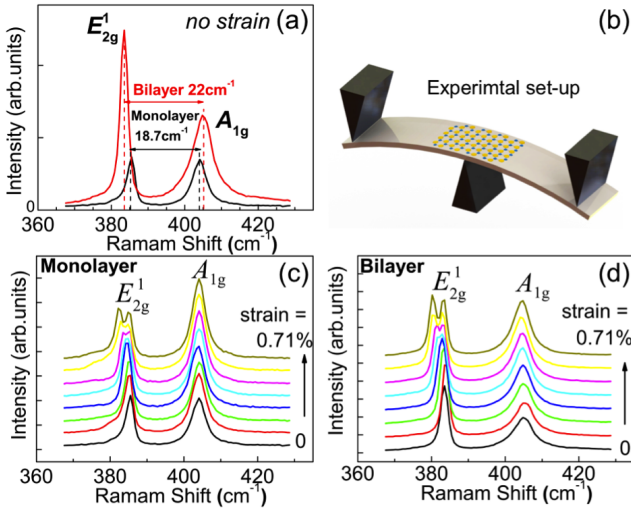 no strain (a)
E¹₂g
Bilayer 22cm⁻¹
Monolayer
18.7cm⁻¹
A₁g
Intensity (arb.units)
0
360 380 400 420
Ramam Shift (cm⁻¹)
(b)
Experimtal set-up
Monolayer (c)
E¹₂g
A₁g
strain =
0.71%
0
Intensity (arb.units)
360 380 400 420
Ramam Shift (cm⁻¹)
Bilayer (d)
E¹₂g
A₁g
strain =
0.71%
0
Intensity (arb.units)
360 380 400 420
Ramam Shift (cm⁻¹)